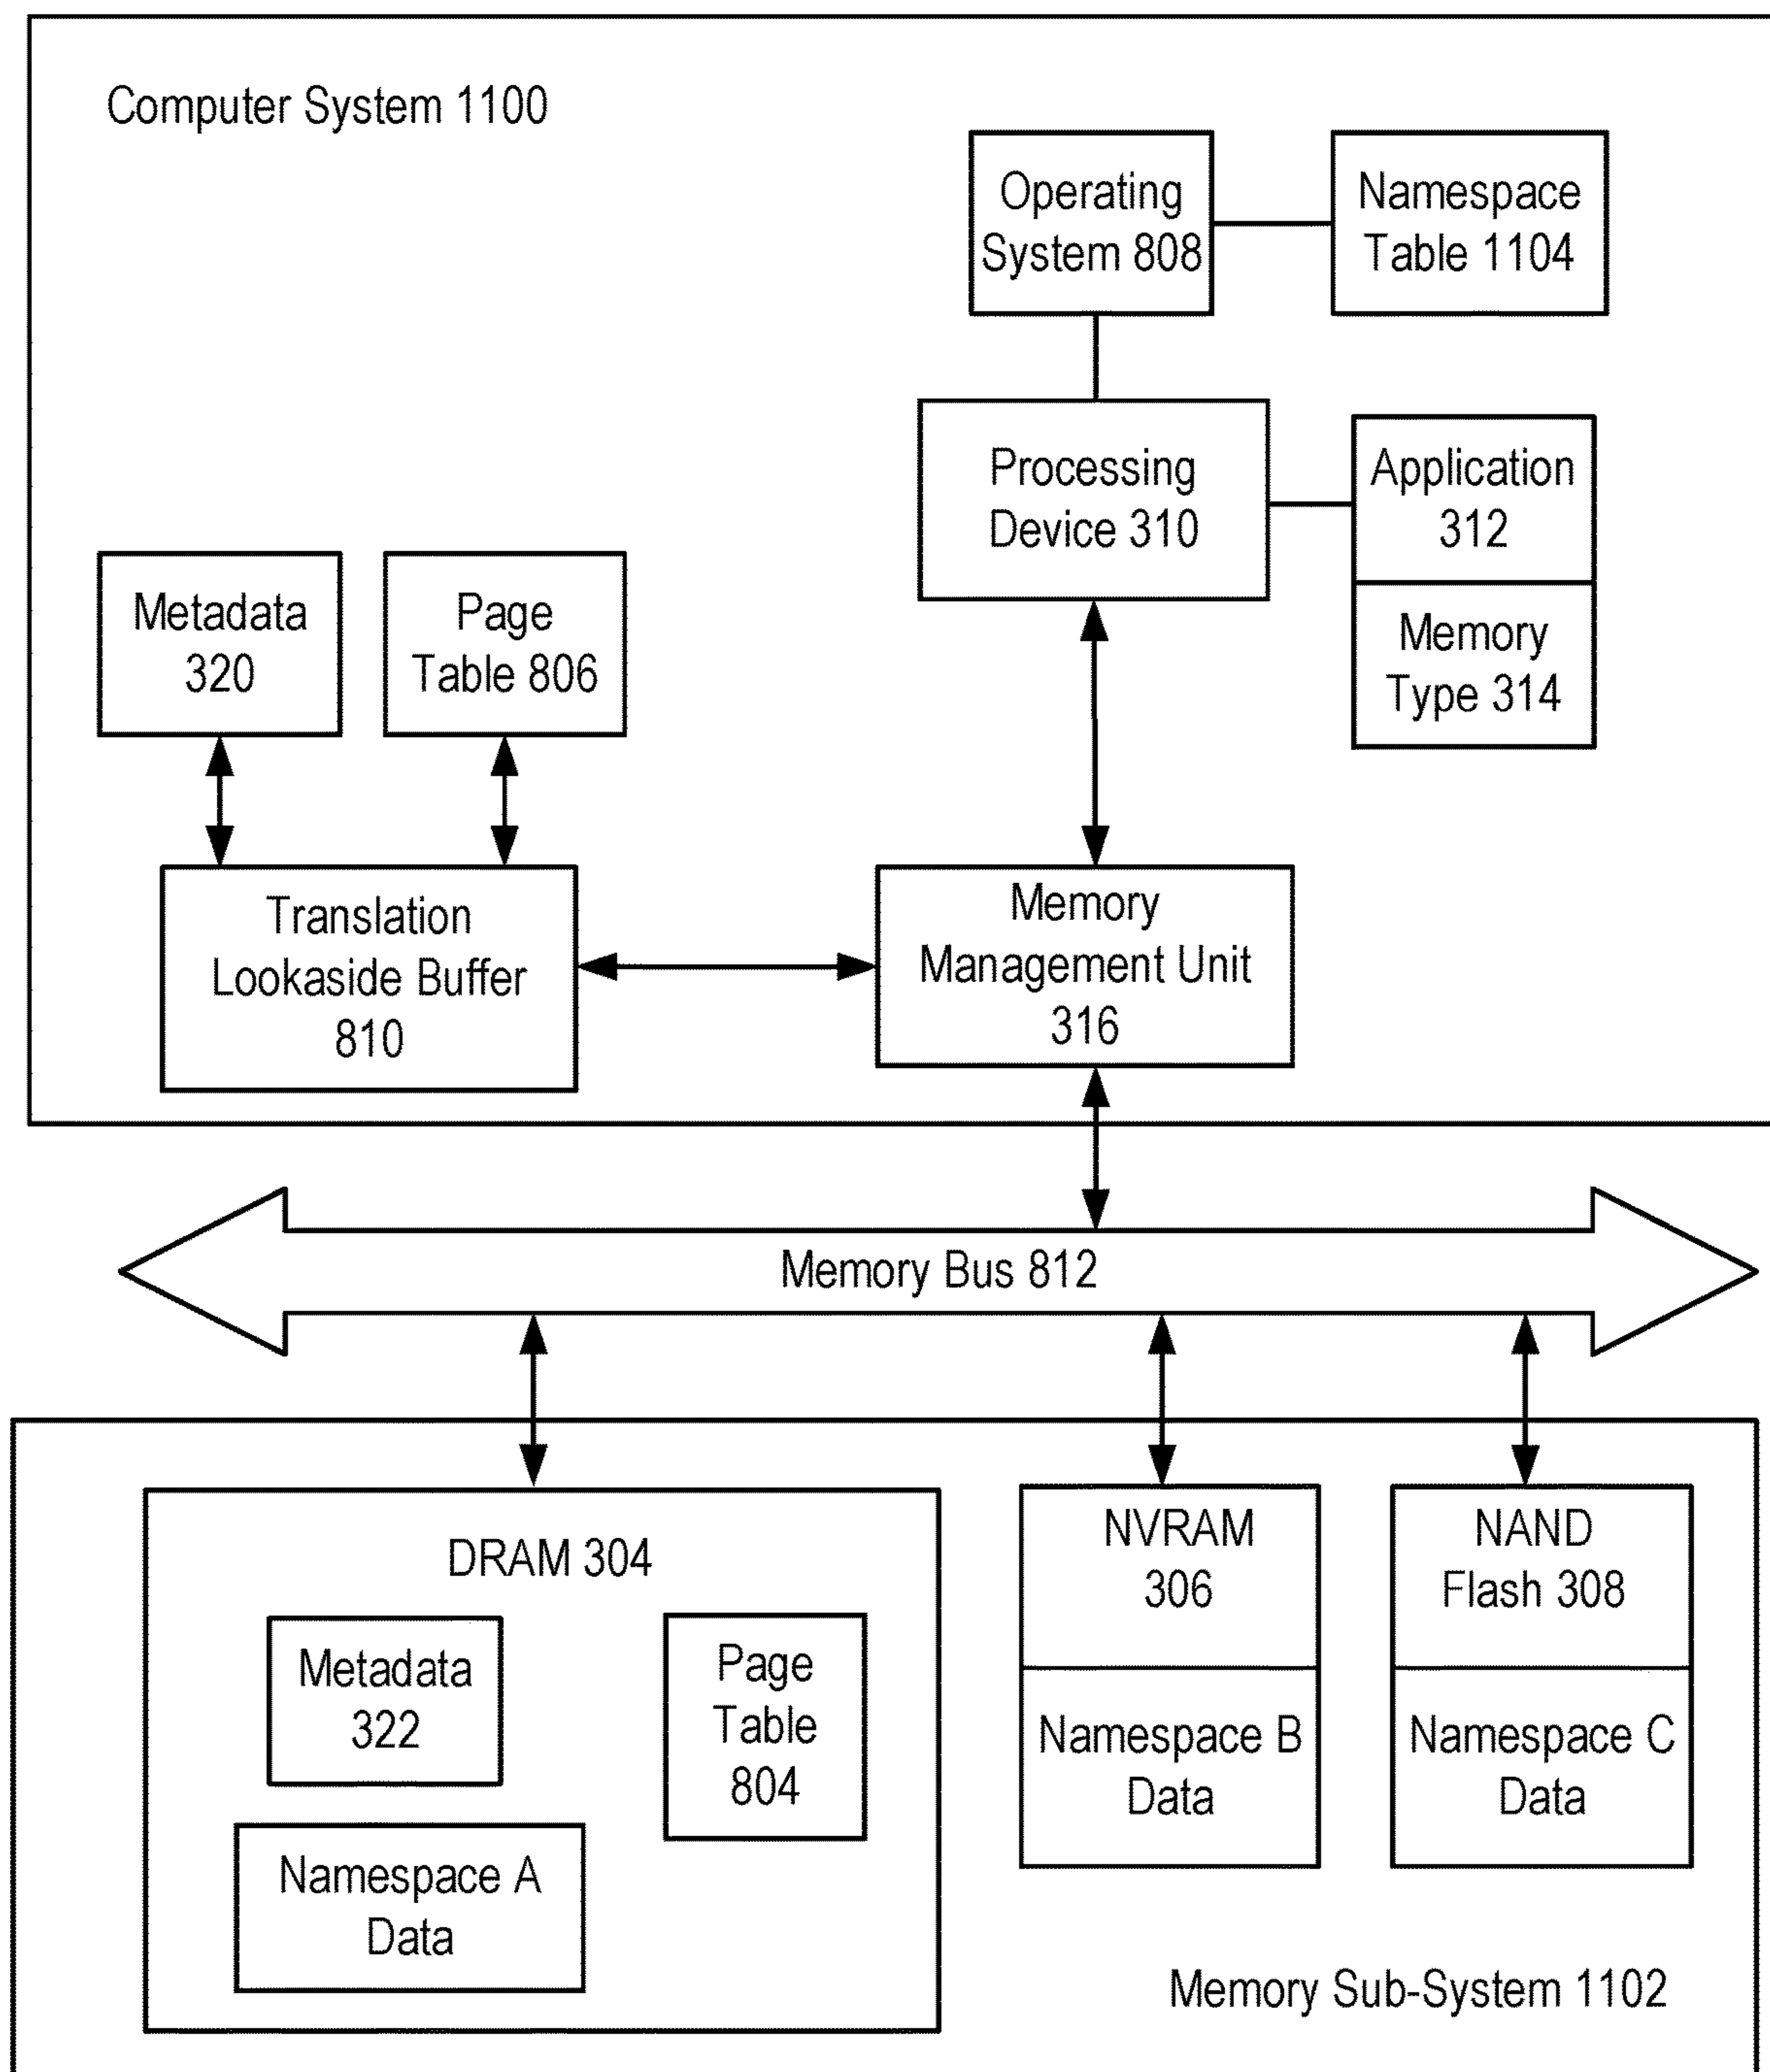 Computer System 1100
Operating
System 808
Namespace
Table 1104
Processing
Device 310
Application
312
Memory
Type 314
Metadata
320
Page
Table 806
Translation
Lookaside Buffer
810
Memory
Management Unit
316
Memory Bus 812
DRAM 304
Metadata
322
Page
Table
804
Namespace A
Data
NVRAM
306
Namespace B
Data
NAND
Flash 308
Namespace C
Data
Memory Sub-System 1102